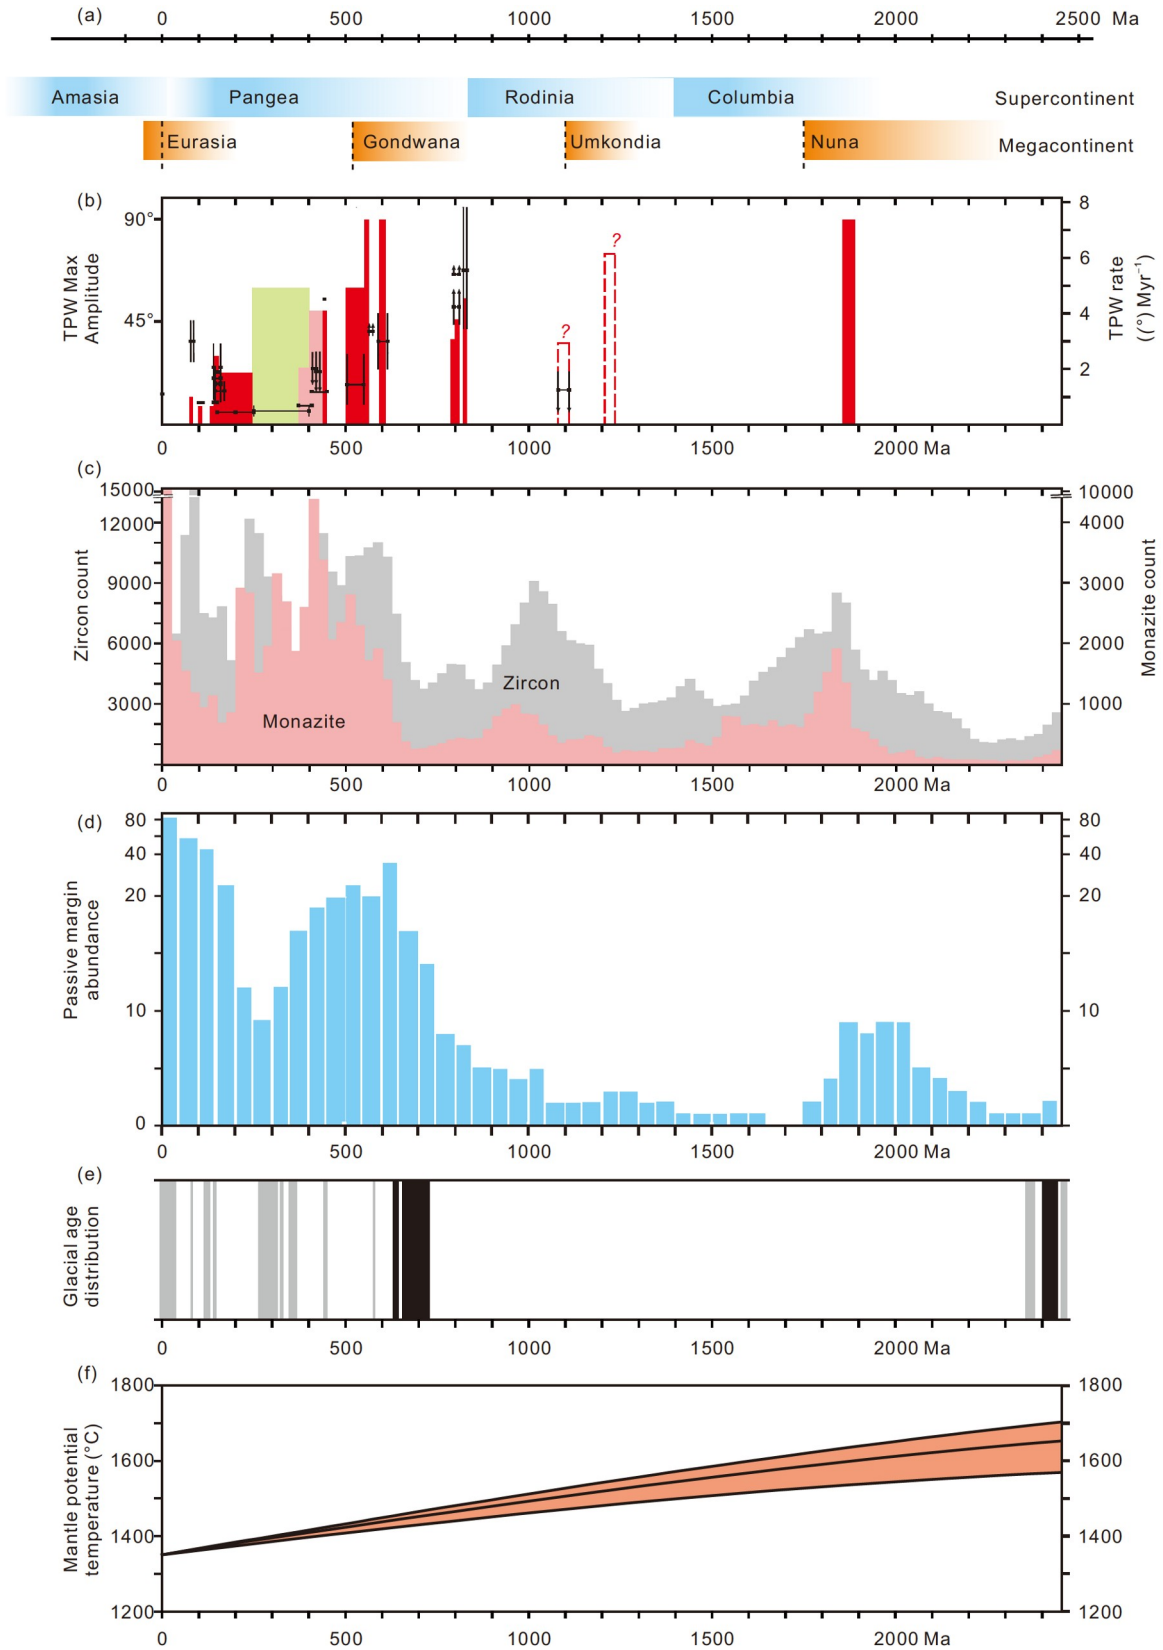 (a) 0 500 1000 1500 2000 2500 Ma
Amasia Pangea Rodinia Columbia Supercontinent
Eurasia Gondwana Umkondia Nuna Megacontinent
(b)
TPW Max
Amplitude
90°
45°
? ?
8
6
4
2
TPW rate
((°) Myr⁻¹)
0 500 1000 1500 2000 Ma
(c)
Zircon count
15000
12000
9000
6000
3000
Zircon
Monazite
10000
4000
3000
2000
1000
Monazite count
0 500 1000 1500 2000 Ma
(d)
Passive margin
abundance
80
40
20
10
0
80
40
20
10
0 500 1000 1500 2000 Ma
(e)
Glacial age
distribution
0 500 1000 1500 2000 Ma
(f)
Mantle potential
temperature (°C)
1800
1600
1400
1200
1800
1600
1400
1200
0 500 1000 1500 2000 Ma